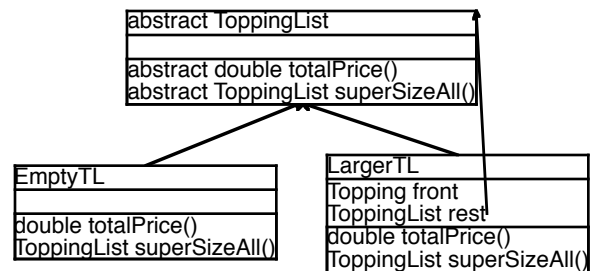 abstract ToppingList
abstract double totalPrice()
abstract ToppingList superSizeAll()
EmptyTL
double totalPrice()
ToppingList superSizeAll()
LargerTL
Topping front
ToppingList rest
double totalPrice()
ToppingList superSizeAll()